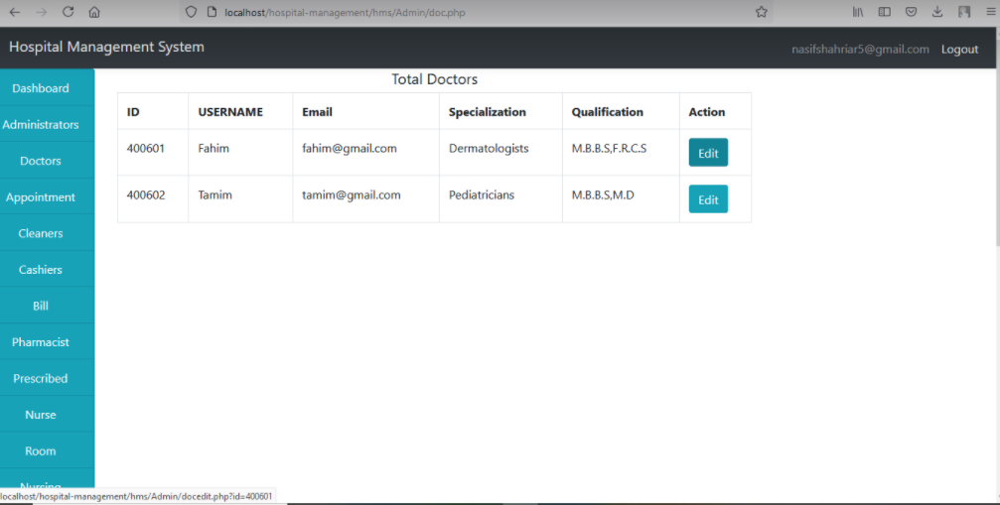 localhost/hospital-management/hms/Admin/doc.php
Hospital Management System
nasifshahriar5@gmail.com Logout
Dashboard
Administrators
Doctors
Appointment
Cleaners
Cashiers
Bill
Pharmacist
Prescribed
Nurse
Room
Nursing
Total Doctors
ID USERNAME Email Specialization Qualification Action
400601 Fahim fahim@gmail.com Dermatologists M.B.B.S,F.R.C.S Edit
400602 Tamim tamim@gmail.com Pediatricians M.B.B.S,M.D Edit
localhost/hospital-management/hms/Admin/docedit.php?id=400601